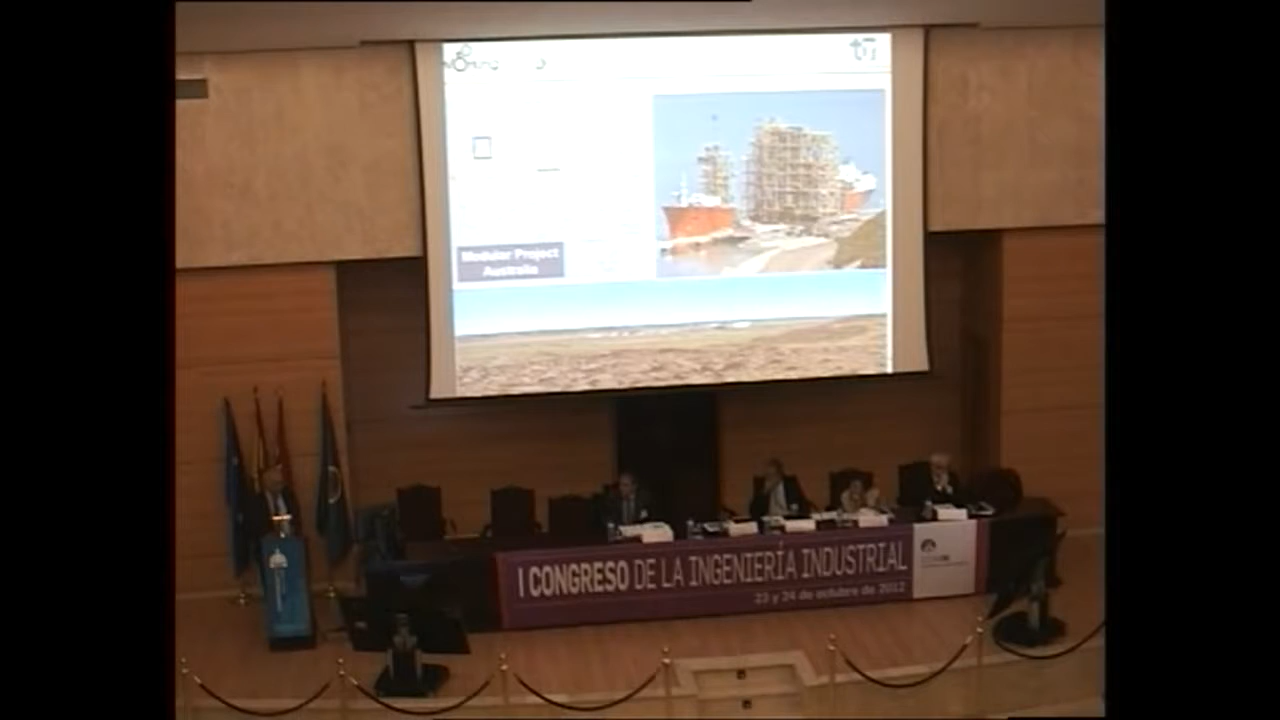 Modular Project
Australia
I CONGRESO DE LA INGENIERÍA INDUSTRIAL
23 y 24 de octubre de 2012